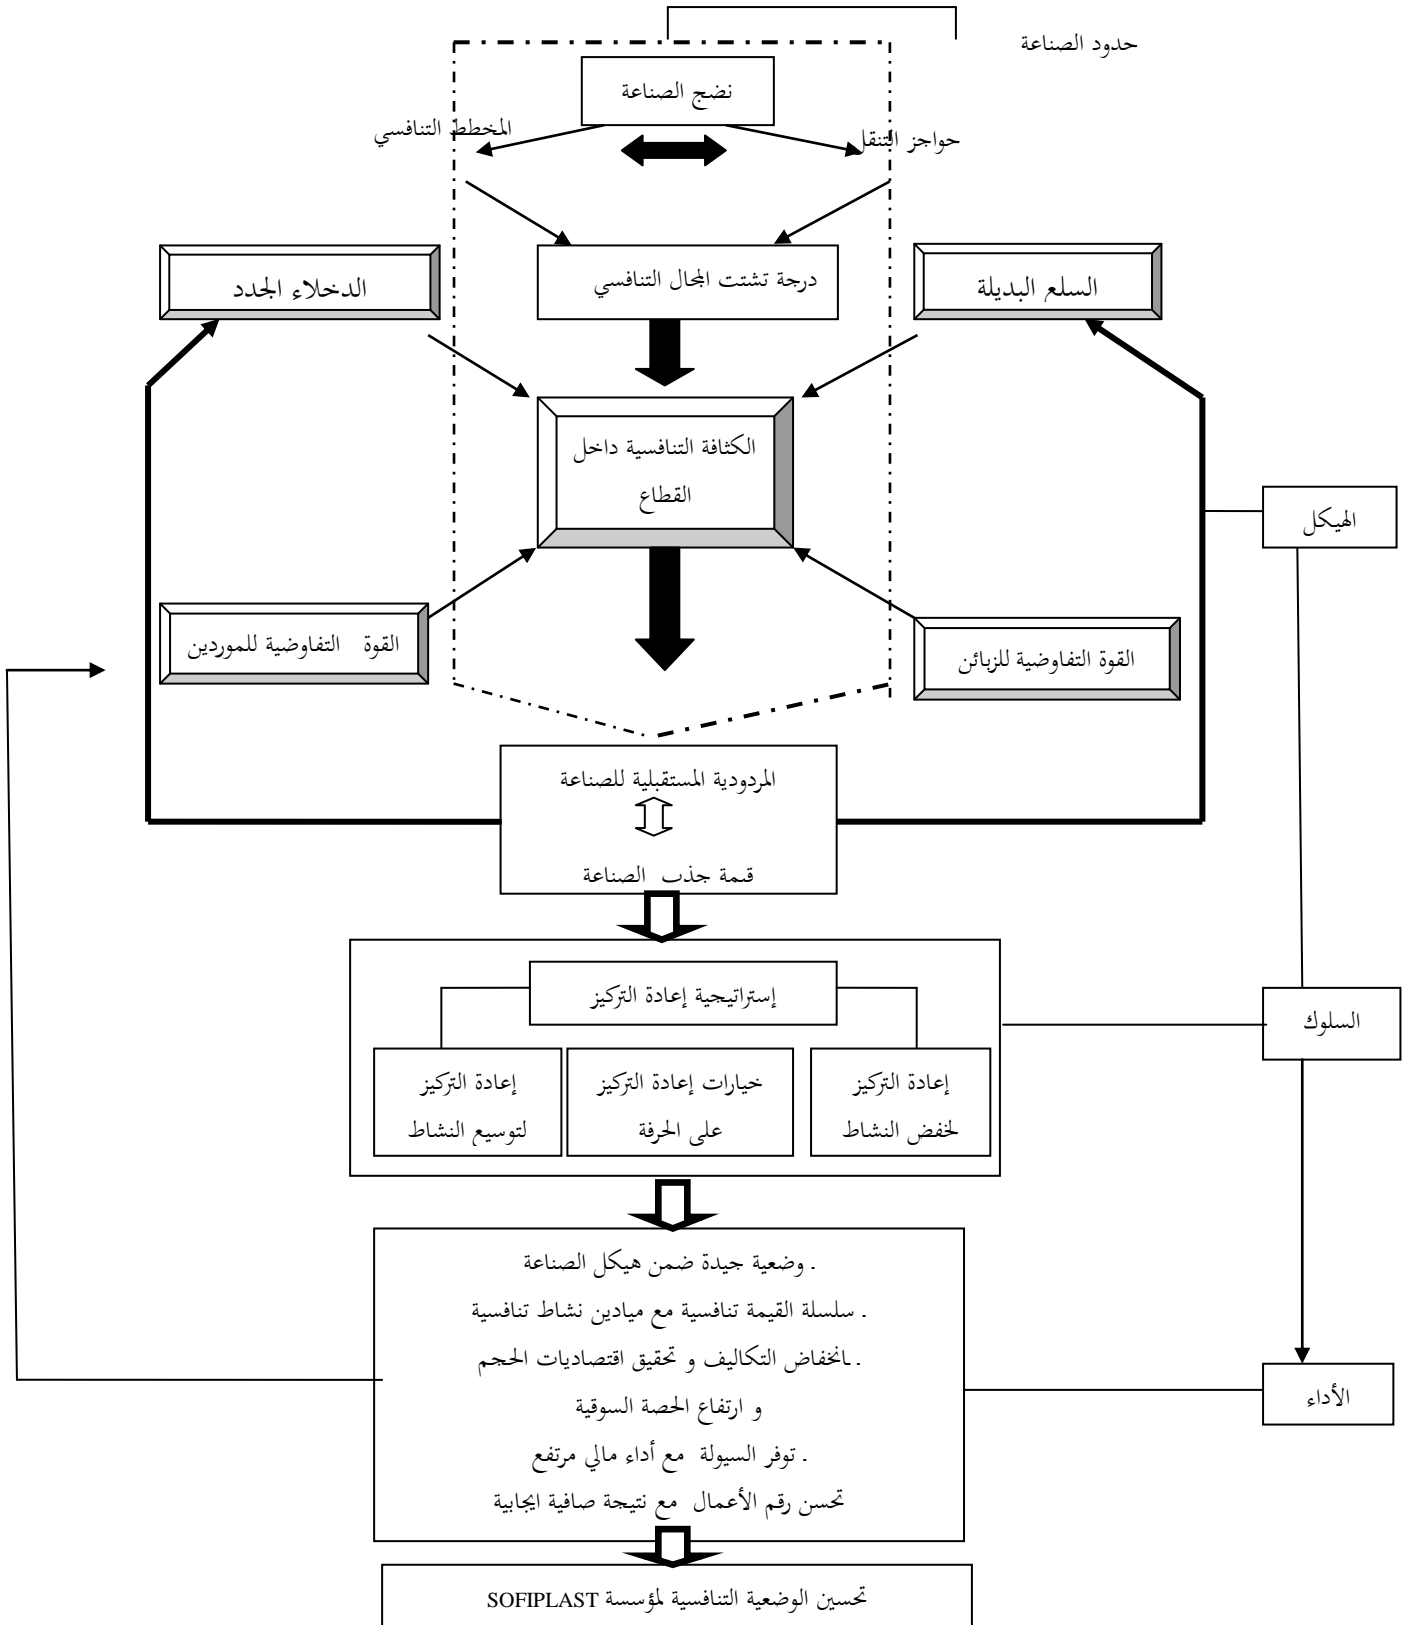 حدود الصناعة
نضج الصناعة
حواجز التنقل
المخطط التنافسي
السلع البديلة
درجة تشتت المجال التنافسي
الدخلاء الجدد
الكثافة التنافسية داخل
القطاع
الهيكل
القوة التفاوضية للزبائن
القوة التفاوضية للموردين
المردودية المستقبلية للصناعة
قيمة جذب الصناعة
إستراتيجية إعادة التركيز
السلوك
إعادة التركيز
لخفض النشاط
خيارات إعادة التركيز
على الحرفة
إعادة التركيز
لتوسيع النشاط
. وضعية جيدة ضمن هيكل الصناعة
. سلسلة القيمة تنافسية مع ميادين نشاط تنافسية
. انخفاض التكاليف و تحقيق اقتصاديات الحجم
و ارتفاع الحصة السوقية
. توفر السيولة مع أداء مالي مرتفع
تحسن رقم الأعمال مع نتيجة صافية ايجابية
الأداء
تحسين الوضعية التنافسية لمؤسسة SOFIPLAST